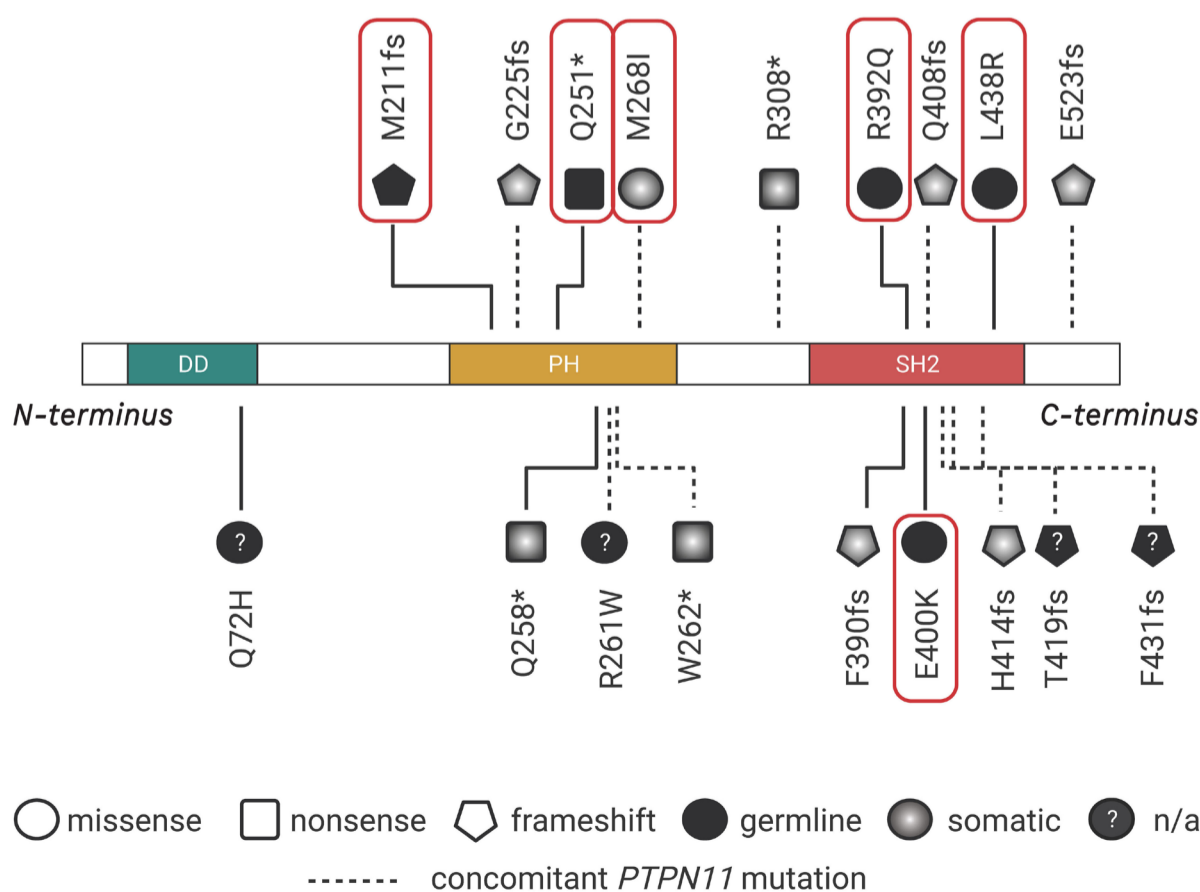 M211fs
G225fs
Q251*
M268I
R308*
R392Q
Q408fs
L438R
E523fs
DD
PH
SH2
N-terminus
C-terminus
?
?
?
?
Q72H
Q258*
R261W
W262*
F390fs
E400K
H414fs
T419fs
F431fs
missense
nonsense
frameshift
germline
somatic
?
n/a
concomitant PTPN11 mutation